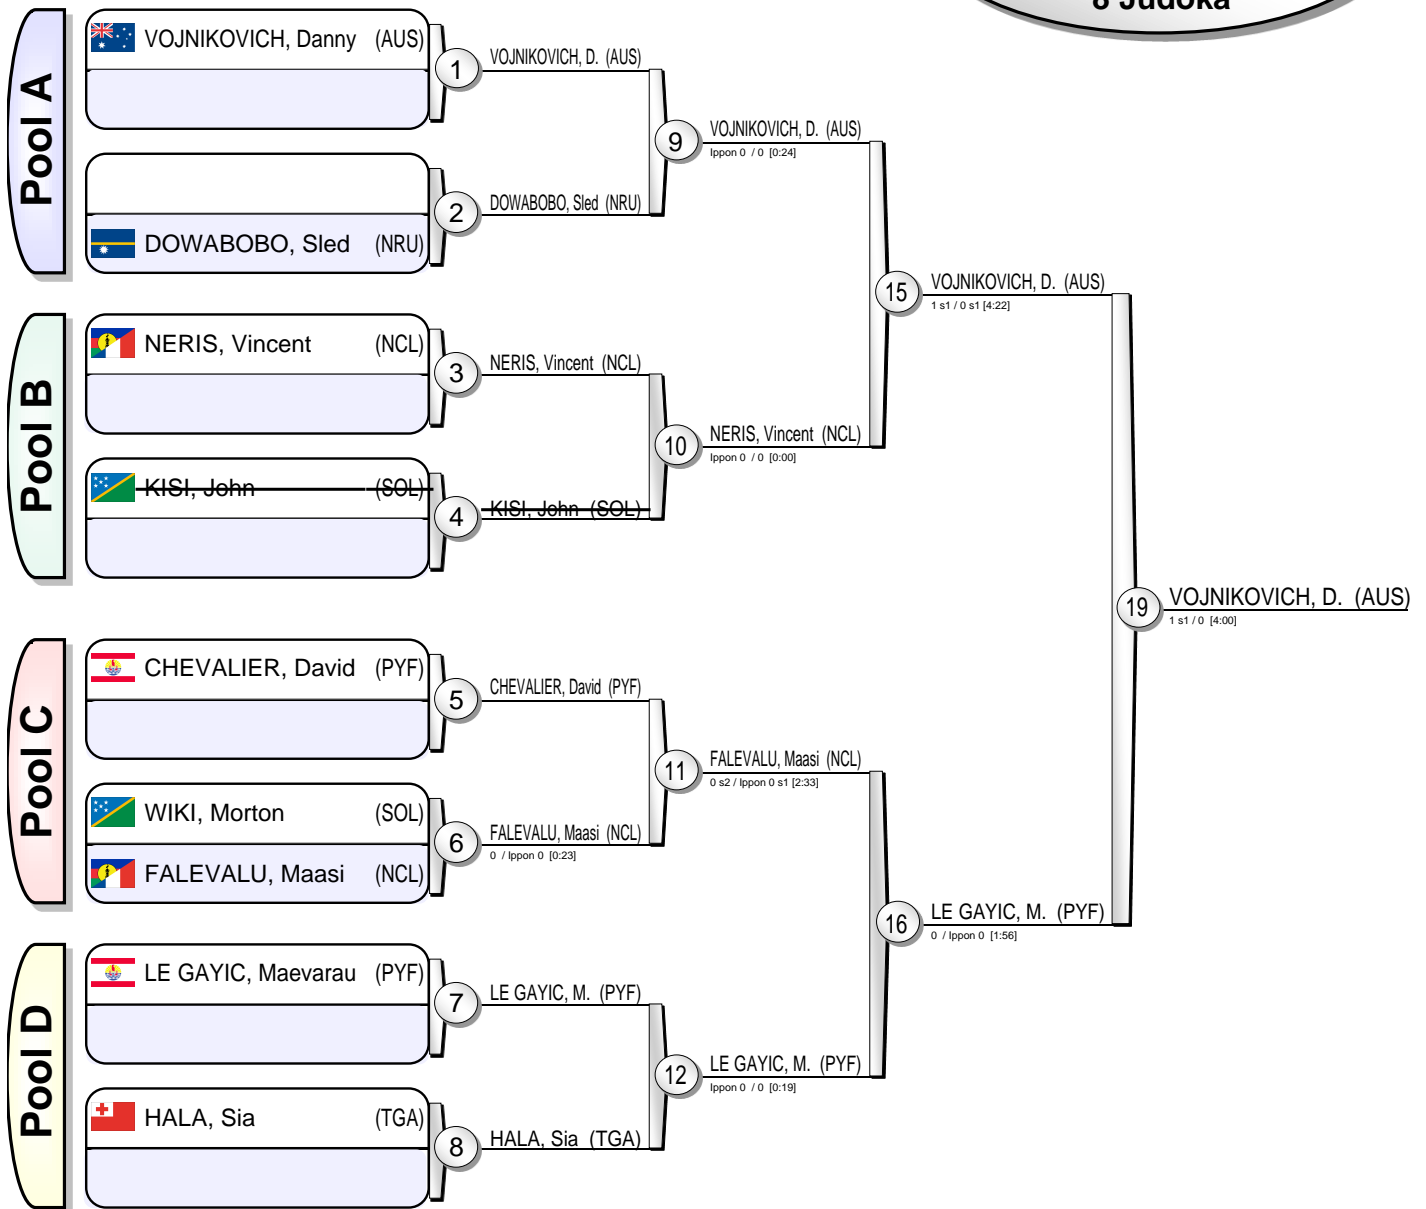 8 Judoka
Pool A
VOJNIKOVICH, Danny (AUS)
1
VOJNIKOVICH, D. (AUS)
DOWABOBO, Sled (NRU)
2
DOWABOBO, Sled (NRU)
9
VOJNIKOVICH, D. (AUS)
Ippon 0 / 0 [0:24]
Pool B
NERIS, Vincent (NCL)
3
NERIS, Vincent (NCL)
KISI, John (SOL)
4
KISI, John (SOL)
10
NERIS, Vincent (NCL)
Ippon 0 / 0 [0:00]
15
VOJNIKOVICH, D. (AUS)
1 s1 / 0 s1 [4:22]
Pool C
CHEVALIER, David (PYF)
5
CHEVALIER, David (PYF)
WIKI, Morton (SOL)
FALEVALU, Maasi (NCL)
6
FALEVALU, Maasi (NCL)
0 / Ippon 0 [0:23]
11
FALEVALU, Maasi (NCL)
0 s2 / Ippon 0 s1 [2:33]
Pool D
LE GAYIC, Maevarau (PYF)
7
LE GAYIC, M. (PYF)
HALA, Sia (TGA)
8
HALA, Sia (TGA)
12
LE GAYIC, M. (PYF)
Ippon 0 / 0 [0:19]
16
LE GAYIC, M. (PYF)
0 / Ippon 0 [1:56]
19
VOJNIKOVICH, D. (AUS)
1 s1 / 0 [4:00]